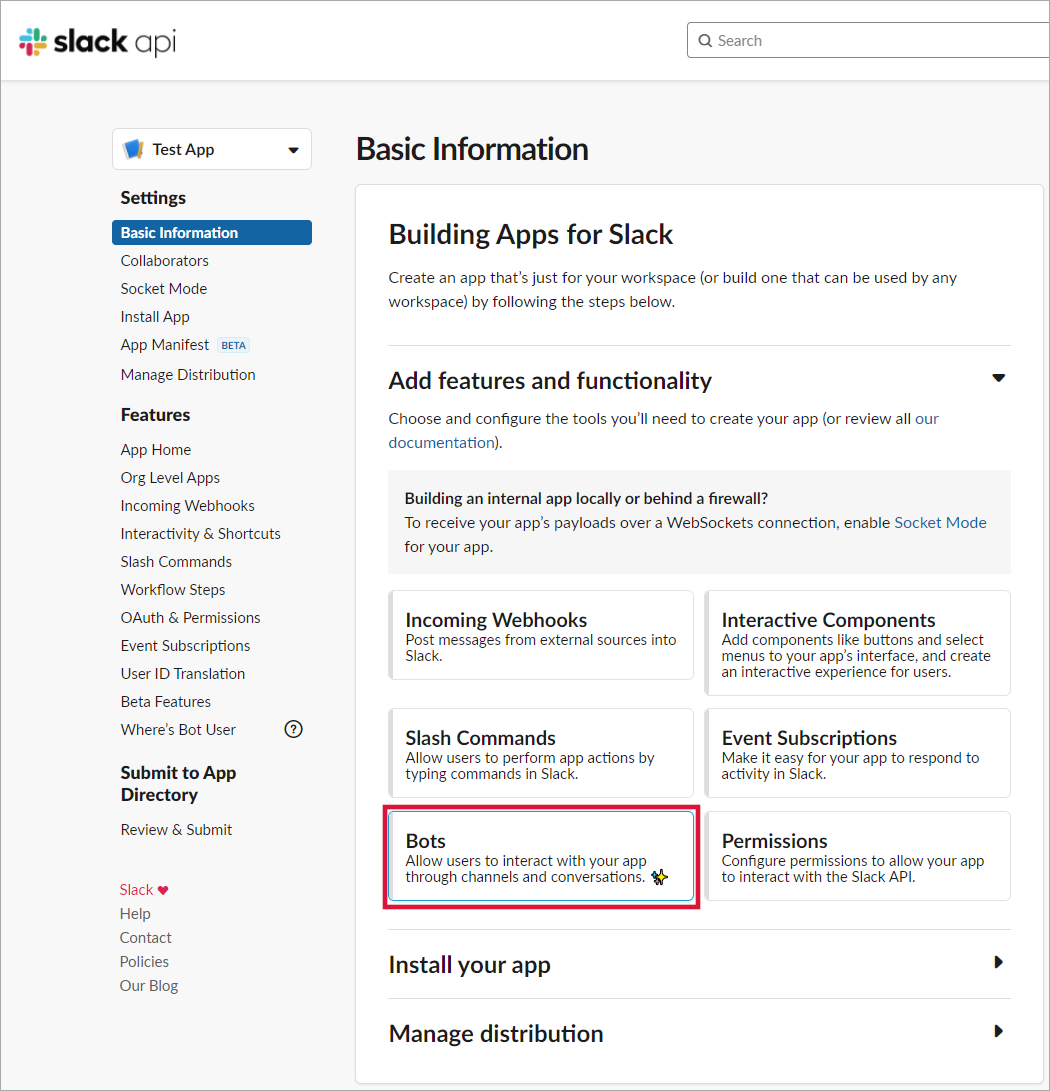 slack api
Search
Test App
Settings
Basic Information
Collaborators
Socket Mode
Install App
App Manifest BETA
Manage Distribution
Features
App Home
Org Level Apps
Incoming Webhooks
Interactivity & Shortcuts
Slash Commands
Workflow Steps
OAuth & Permissions
Event Subscriptions
User ID Translation
Beta Features
Where's Bot User ?
Submit to App
Directory
Review & Submit
Slack ♥
Help
Contact
Policies
Our Blog
Basic Information
Building Apps for Slack
Create an app that's just for your workspace (or build one that can be used by any
workspace) by following the steps below.
Add features and functionality
Choose and configure the tools you'll need to create your app (or review all our
documentation).
Building an internal app locally or behind a firewall?
To receive your app's payloads over a WebSockets connection, enable Socket Mode
for your app.
Incoming Webhooks
Post messages from external sources into
Slack.
Interactive Components
Add components like buttons and select
menus to your app's interface, and create
an interactive experience for users.
Slash Commands
Allow users to perform app actions by
typing commands in Slack.
Event Subscriptions
Make it easy for your app to respond to
activity in Slack.
Bots
Allow users to interact with your app
through channels and conversations.
Permissions
Configure permissions to allow your app
to interact with the Slack API.
Install your app
Manage distribution